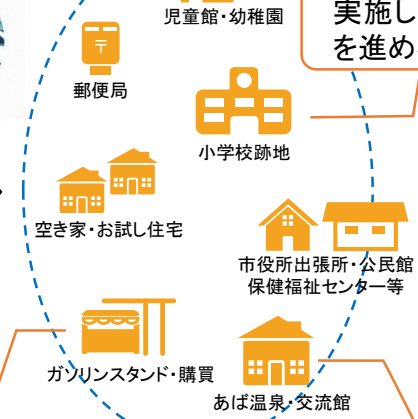 児童館・幼稚園
実施し
を進め
〒
郵便局
小学校跡地
空き家・お試し住宅
市役所出張所・公民館
保健福祉センター等
ガソリンスタンド・購買
あば温泉・交流館